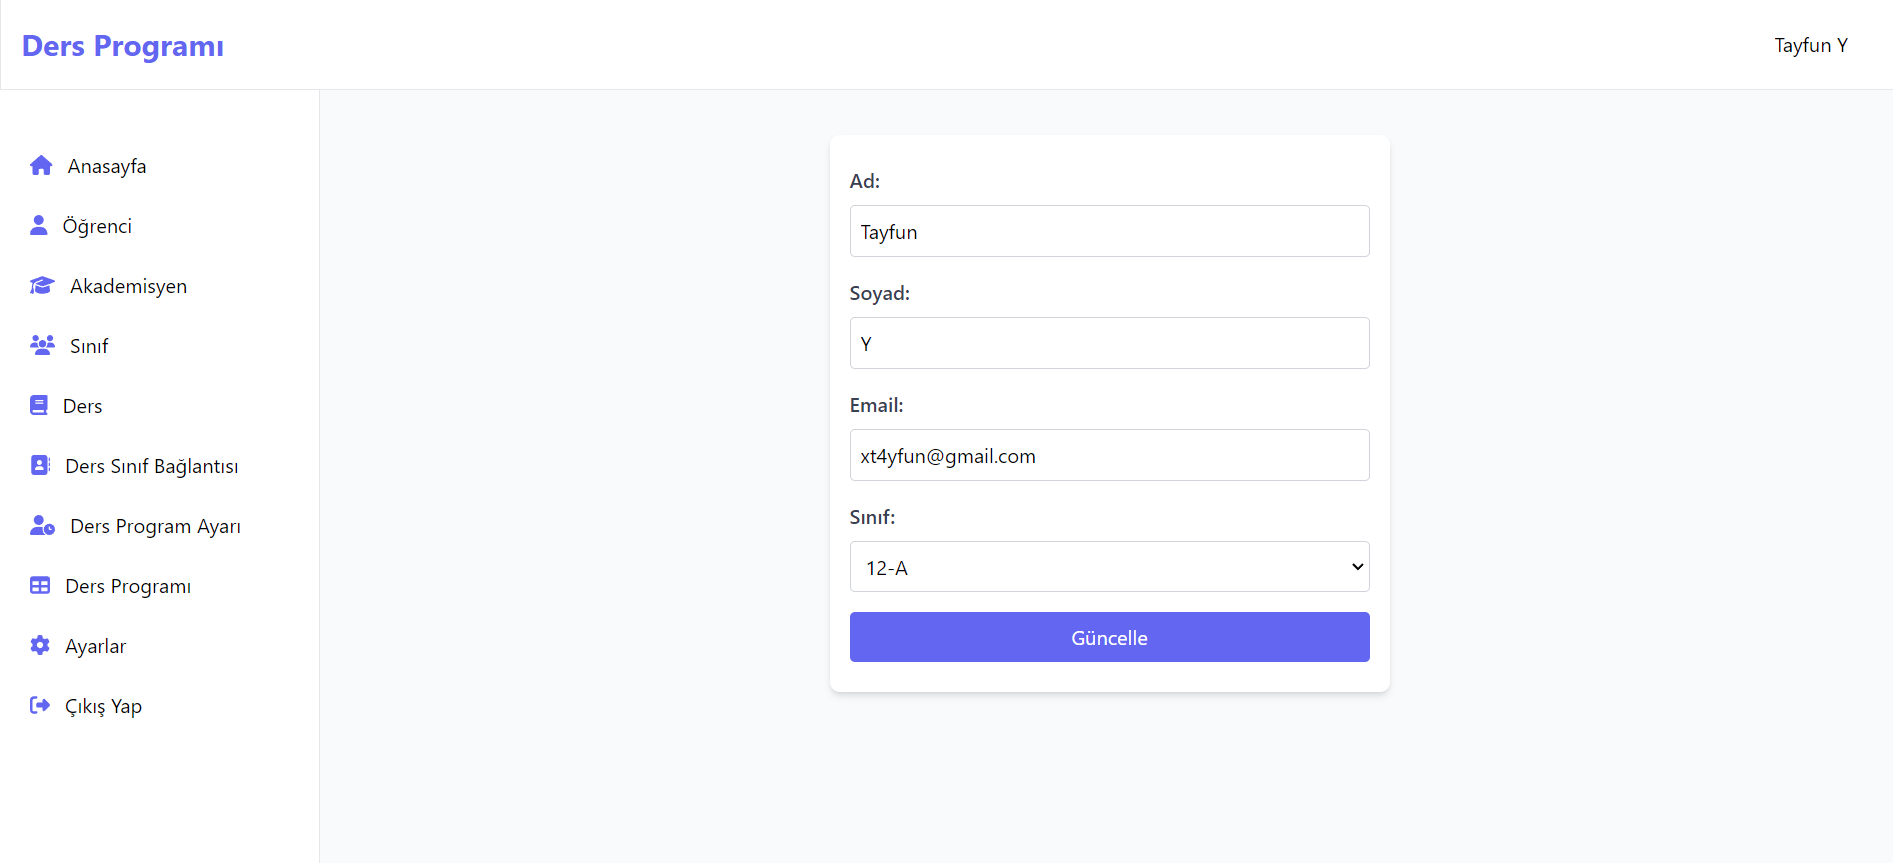 Ders Programı
Tayfun Y
Anasayfa
Öğrenci
Akademisyen
Sınıf
Ders
Ders Sınıf Bağlantısı
Ders Program Ayarı
Ders Programı
Ayarlar
Çıkış Yap
Ad:
Tayfun
Soyad:
Y
Email:
xt4yfun@gmail.com
Sınıf:
12-A
Güncelle